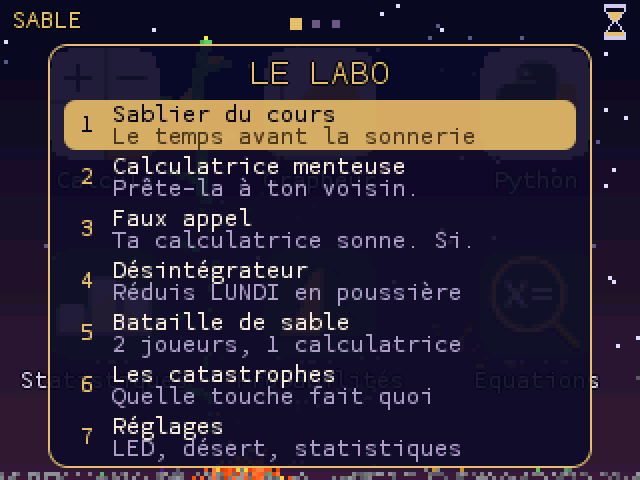 SABLE
LE LABO
1 Sablier du cours
Le temps avant la sonnerie
2 Calculatrice menteuse
Prête-la à ton voisin.
Python
3 Faux appel
Ta calculatrice sonne. Si.
4 Désintégrateur
Réduis LUNDI en poussière
x=
5 Bataille de sable
2 joueurs, 1 calculatrice
6 Les catastrophes
Quelle touche fait quoi
Équations
7 Réglages
LED, désert, statistiques